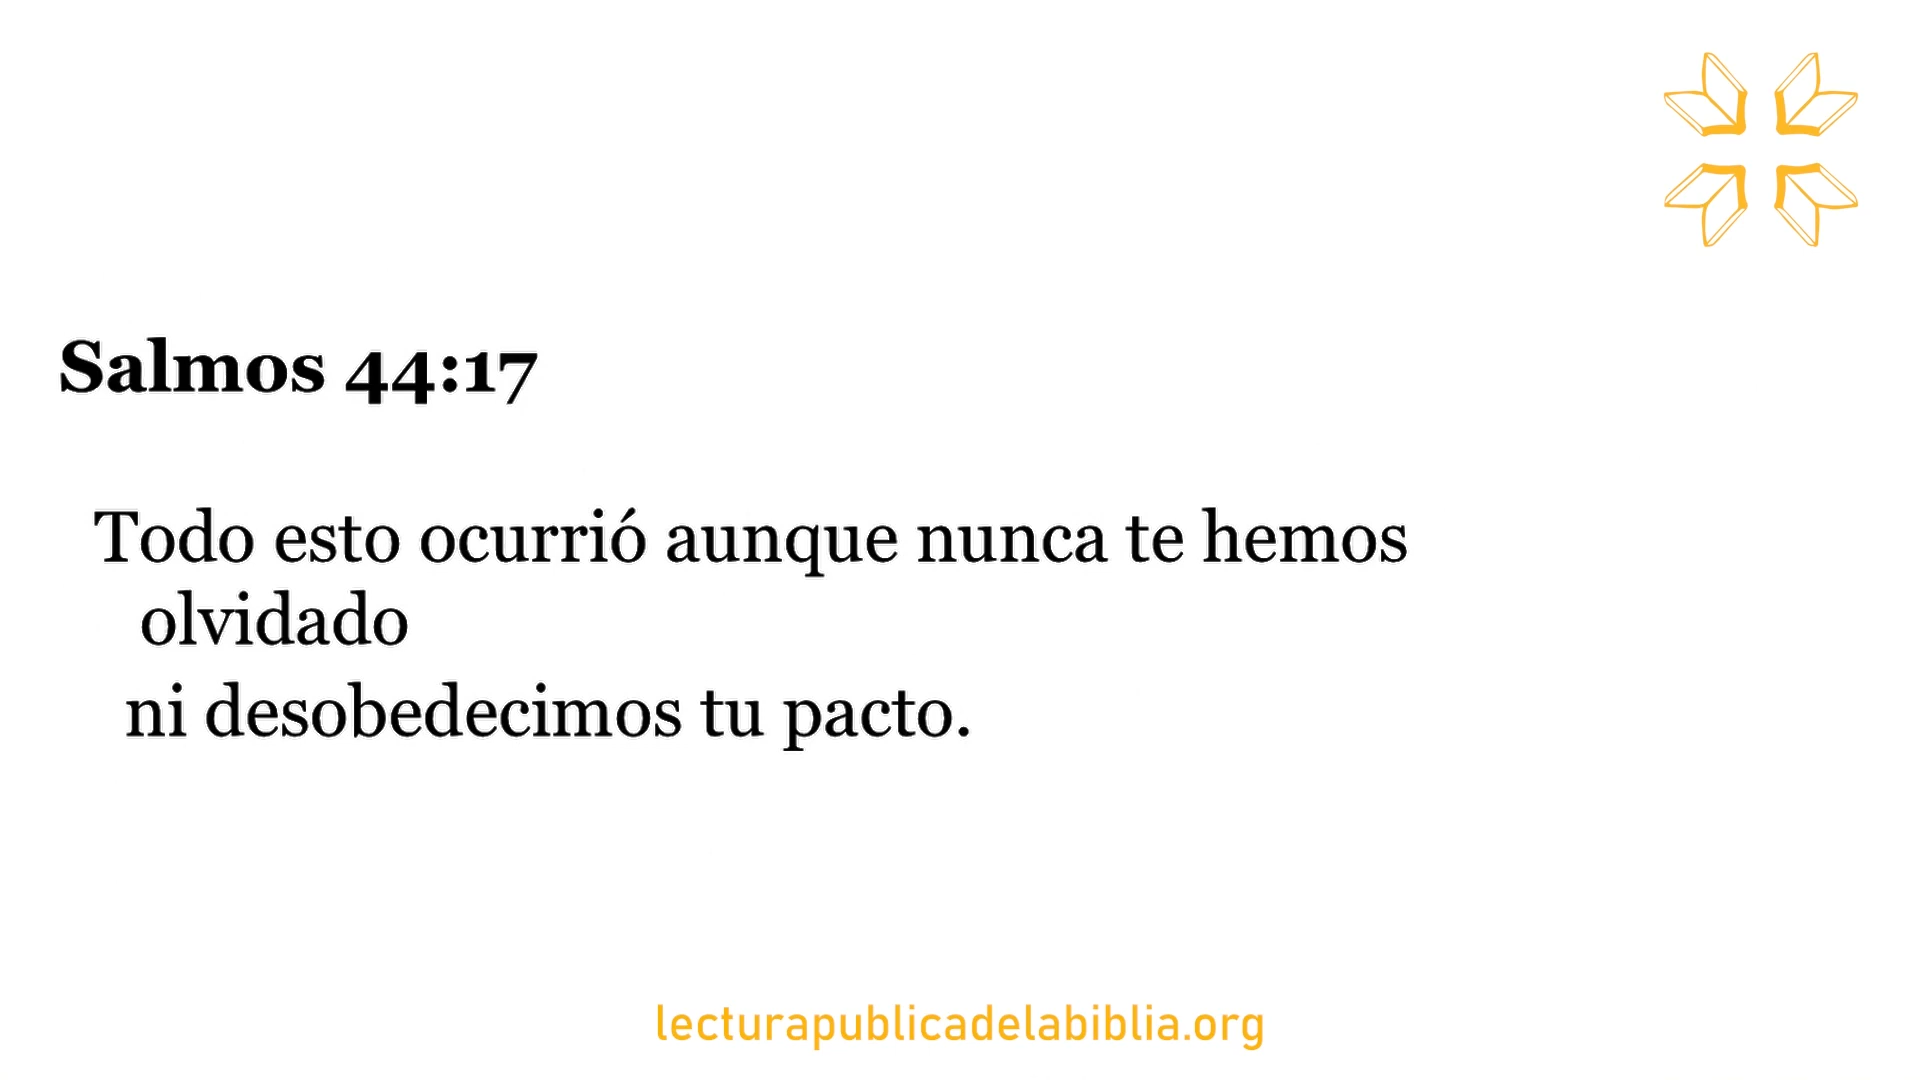 Salmos 44:17
Todo esto ocurrió aunque nunca te hemos
olvidado
ni desobedecimos tu pacto.
lecturapublicadelabiblia.org